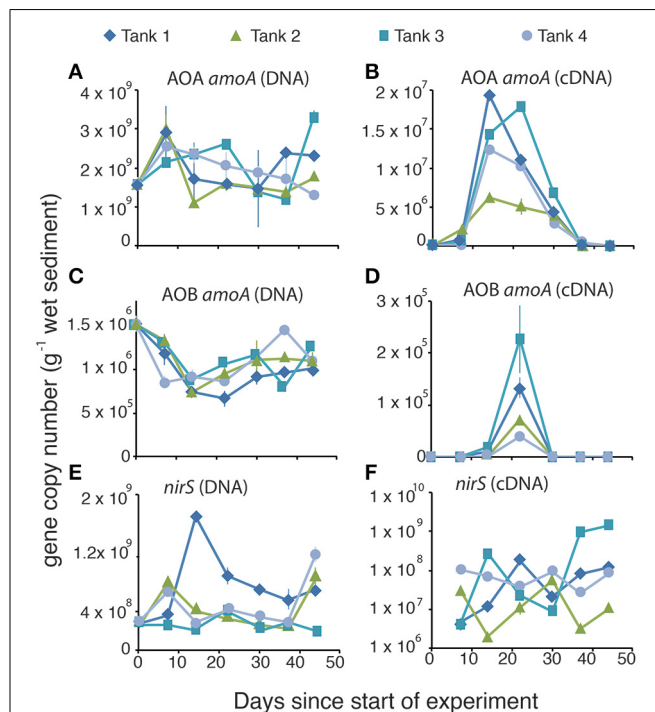 Tank 1 Tank 2 Tank 3 Tank 4
A AOA amoA (DNA)
4 x 10⁹
3 x 10⁹
2 x 10⁹
1 x 10⁹
0
B AOA amoA (cDNA)
2 x 10⁷
1.5 x 10⁷
1 x 10⁷
5 x 10⁶
0
C AOB amoA (DNA)
1.5 x 10⁶
1 x 10⁶
5 x 10⁵
0
D AOB amoA (cDNA)
3 x 10⁵
2 x 10⁵
1 x 10⁵
0
E nirS (DNA)
2 x 10⁹
1.2 x 10⁹
4 x 10⁸
0 10 20 30 40 50
F nirS (cDNA)
1 x 10¹⁰
1 x 10⁹
1 x 10⁸
1 x 10⁷
1 x 10⁶
0 10 20 30 40 50
gene copy number (g⁻¹ wet sediment)
Days since start of experiment